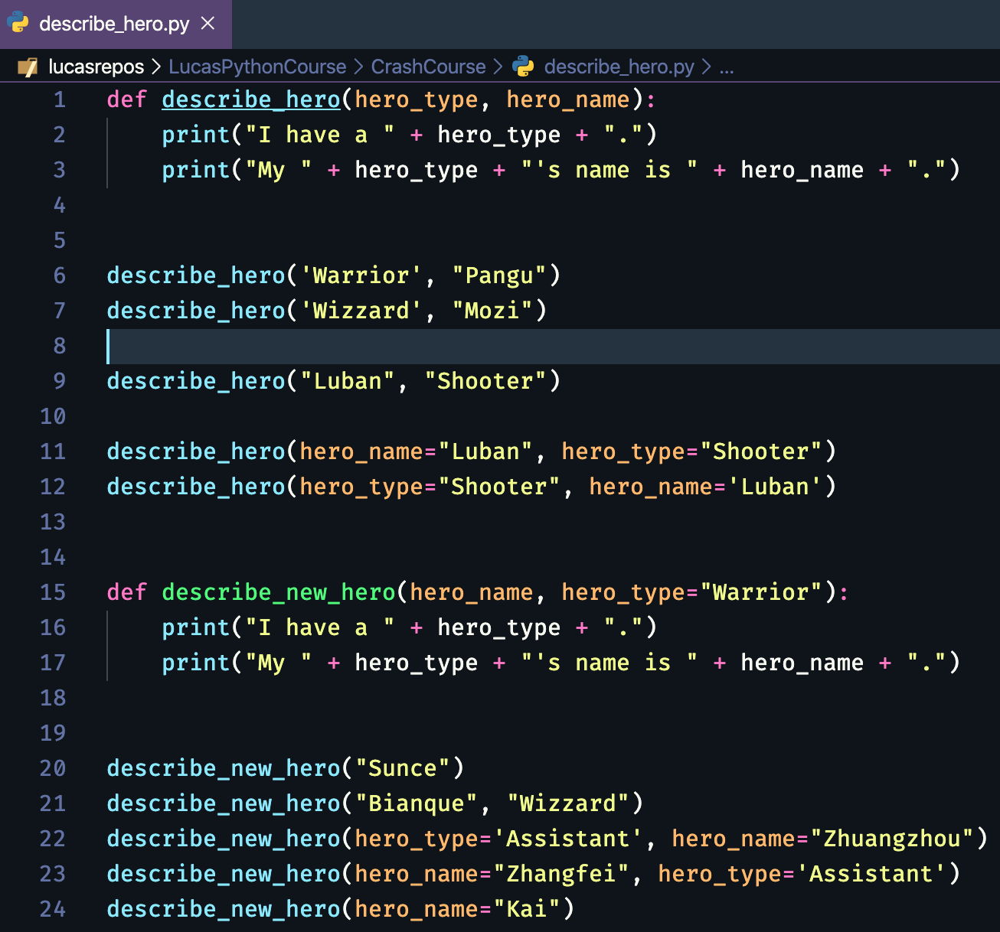 describe_hero.py ×
lucasrepos > LucasPythonCourse > CrashCourse > describe_hero.py > ...
1 def describe_hero(hero_type, hero_name):
2     print("I have a " + hero_type + ".")
3     print("My " + hero_type + "'s name is " + hero_name + ".")
4
5
6 describe_hero('Warrior', "Pangu")
7 describe_hero('Wizzard', "Mozi")
8
9 describe_hero("Luban", "Shooter")
10
11 describe_hero(hero_name="Luban", hero_type="Shooter")
12 describe_hero(hero_type="Shooter", hero_name='Luban')
13
14
15 def describe_new_hero(hero_name, hero_type="Warrior"):
16     print("I have a " + hero_type + ".")
17     print("My " + hero_type + "'s name is " + hero_name + ".")
18
19
20 describe_new_hero("Sunce")
21 describe_new_hero("Bianque", "Wizzard")
22 describe_new_hero(hero_type='Assistant', hero_name="Zhuangzhou")
23 describe_new_hero(hero_name="Zhangfei", hero_type='Assistant')
24 describe_new_hero(hero_name="Kai")